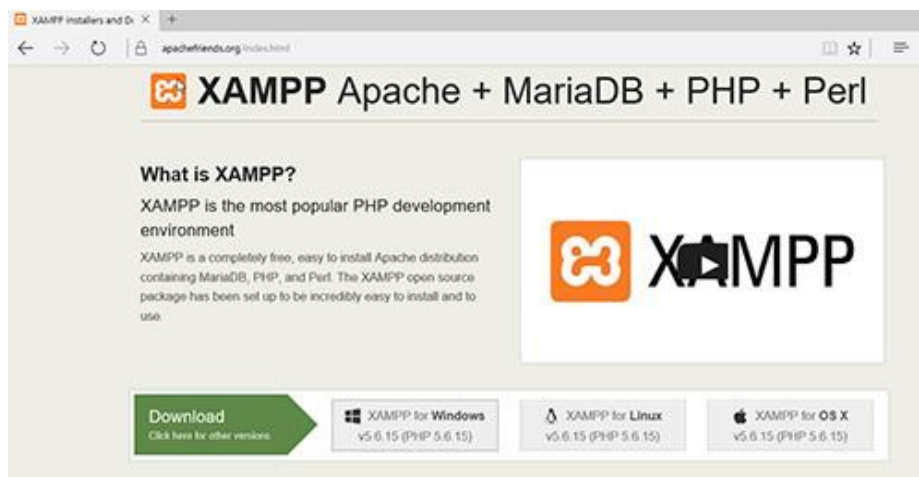 XAMPP Installers and Do
apachefriends.org/index.html
XAMPP Apache + MariaDB + PHP + Perl
What is XAMPP?
XAMPP is the most popular PHP development
environment
XAMPP is a completely free, easy to install Apache distribution
containing MariaDB, PHP, and Perl. The XAMPP open source
package has been set up to be incredibly easy to install and to
use.
XAMPP
Download
Click here for other versions
XAMPP for Windows
v5.6.15 (PHP 5.6.15)
XAMPP for Linux
v5.6.15 (PHP 5.6.15)
XAMPP for OS X
v5.6.15 (PHP 5.6.15)